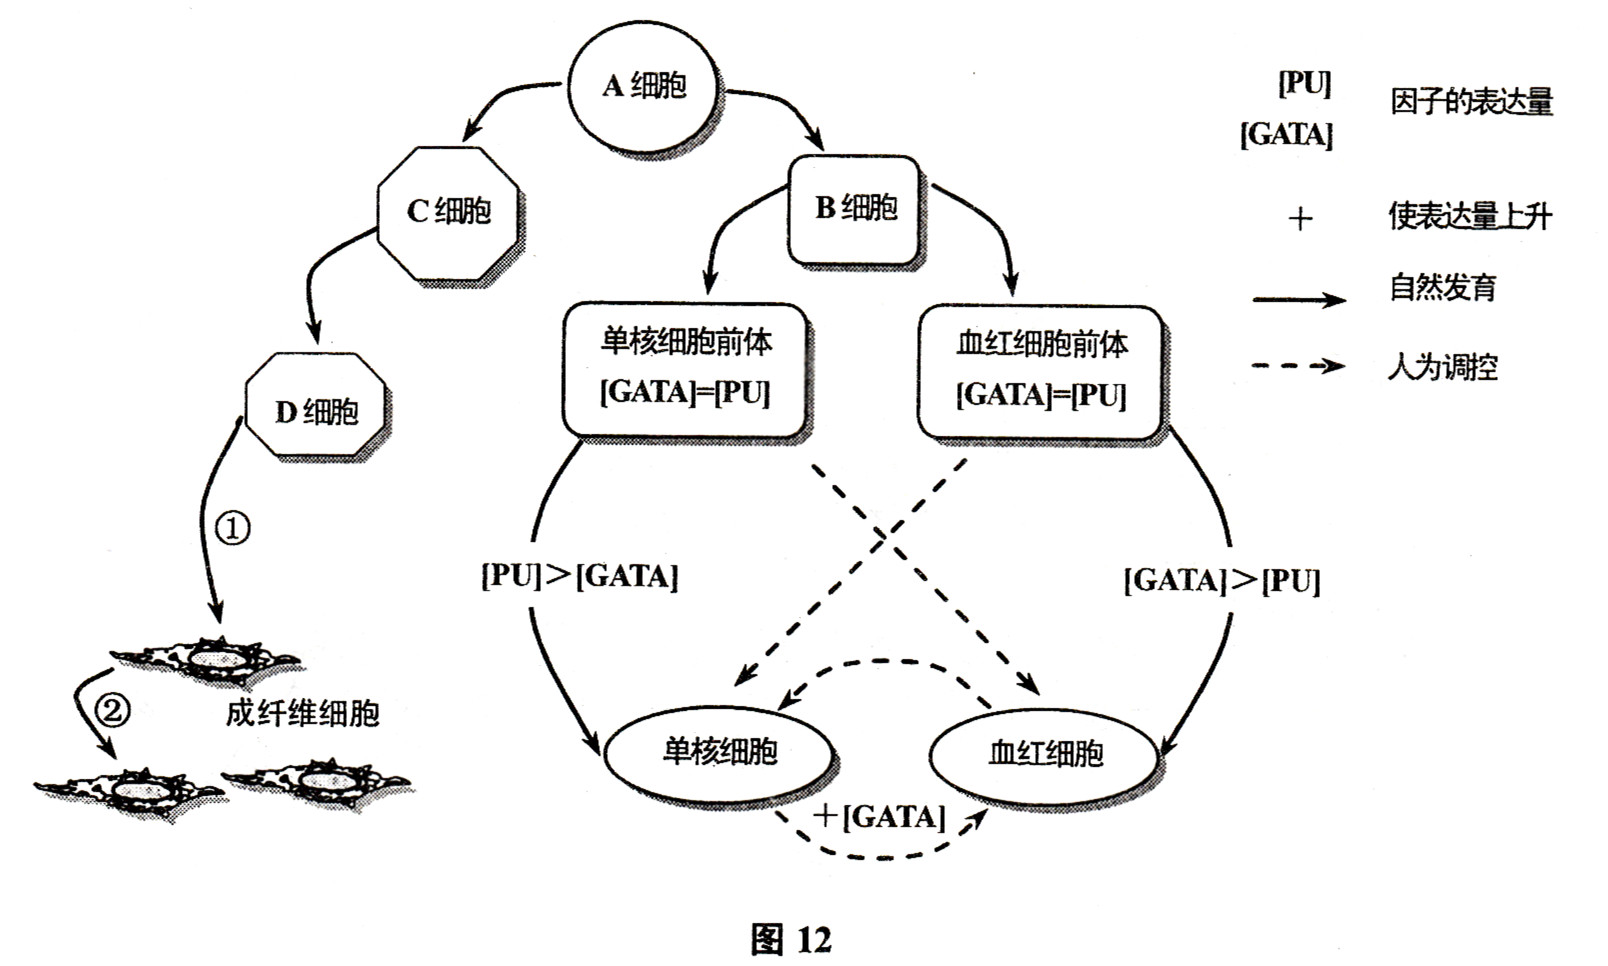 A 细胞
C 细胞
B 细胞
D 细胞
单核细胞前体
[GATA]=[PU]
血红细胞前体
[GATA]=[PU]
①
[PU]>[GATA]
[GATA]>[PU]
②
成纤维细胞
单核细胞
血红细胞
+[GATA]
[PU]
[GATA]
因子的表达量
+
使表达量上升
自然发育
人为调控
图 12